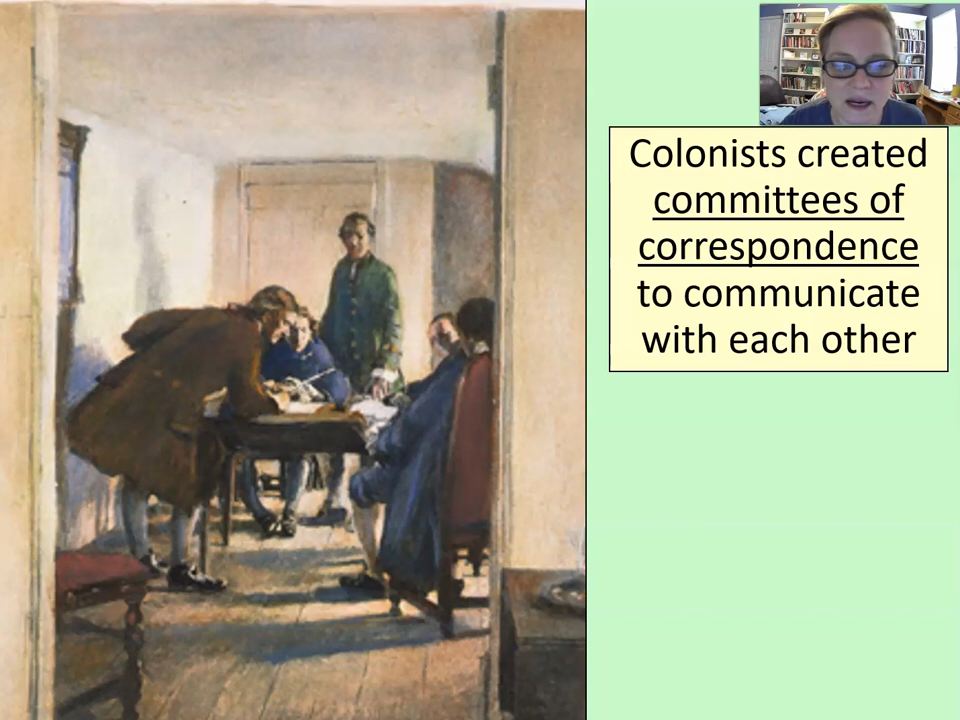 Colonists created
committees of
correspondence
to communicate
with each other